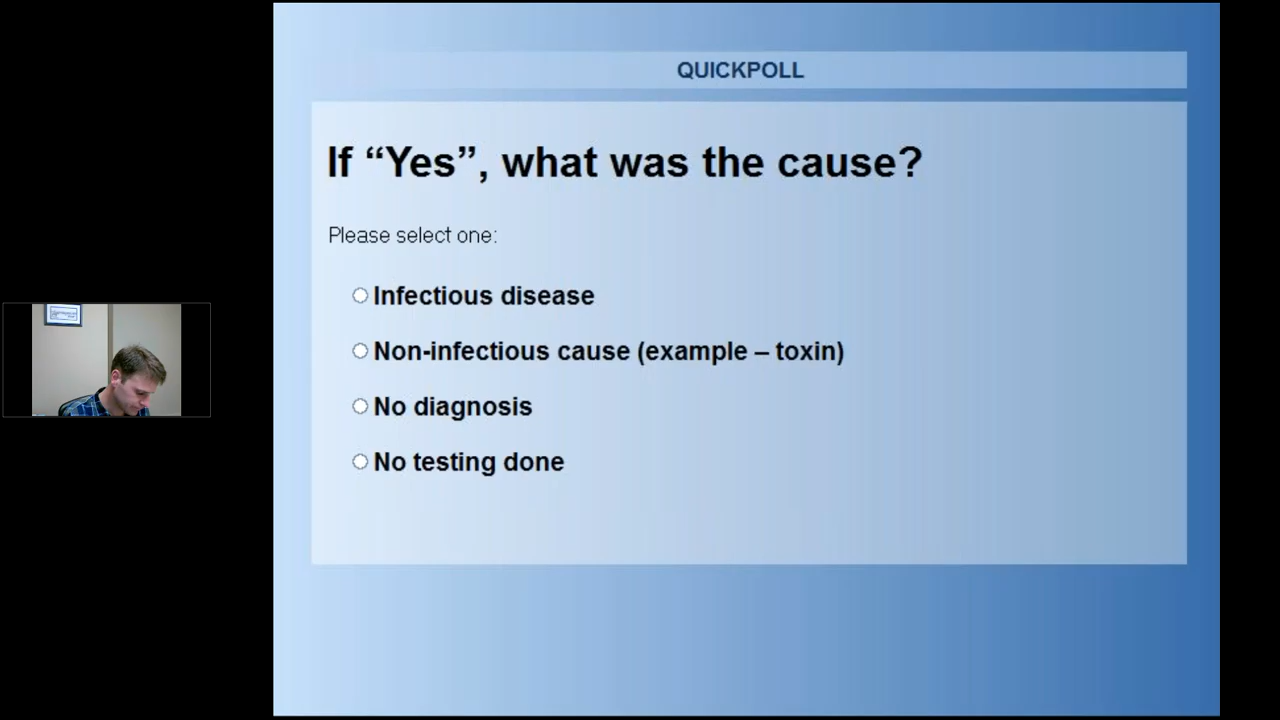 QUICKPOLL
If “Yes”, what was the cause?
Please select one:
Infectious disease
Non-infectious cause (example – toxin)
No diagnosis
No testing done